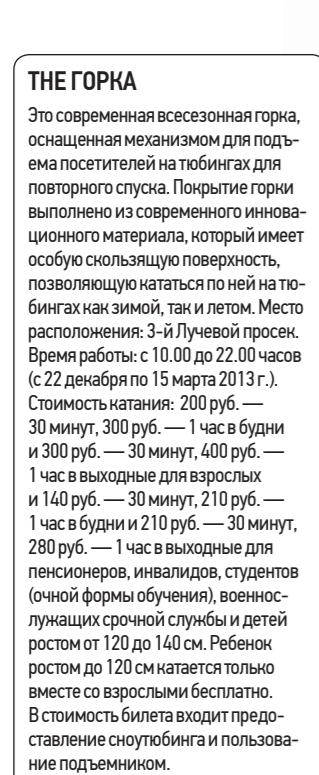 THE ГОРКА
Это современная всесезонная горка,
оснащенная механизмом для подъ-
ема посетителей на тюбингах для
повторного спуска. Покрытие горки
выполнено из современного иннова-
ционного материала, который имеет
особую скользящую поверхность,
позволяющую кататься по ней на тю-
бингах как зимой, так и летом. Место
расположения: 3-й Лучевой просек.
Время работы: с 10.00 до 22.00 часов
(с 22 декабря по 15 марта 2013 г.).
Стоимость катания: 200 руб. —
30 минут, 300 руб. — 1 час в будни
и 300 руб. — 30 минут, 400 руб. —
1 час в выходные для взрослых
и 140 руб. — 30 минут, 210 руб. —
1 час в будни и 210 руб. — 30 минут,
280 руб. — 1 час в выходные для
пенсионеров, инвалидов, студентов
(очной формы обучения), военнос-
лужащих срочной службы и детей
ростом от 120 до 140 см. Ребенок
ростом до 120 см катается только
вместе со взрослыми бесплатно.
В стоимость билета входит предо-
ставление сноутюбинга и пользова-
ние подъемником.